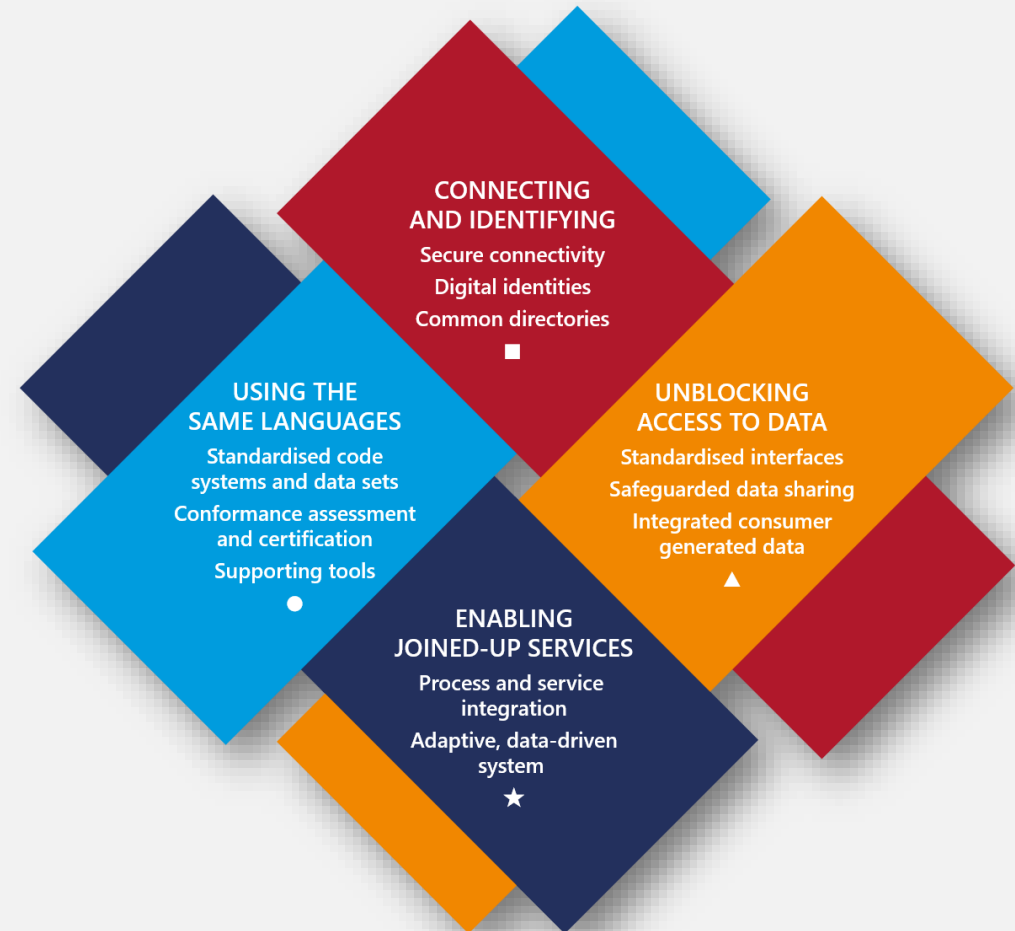 CONNECTING
AND IDENTIFYING
Secure connectivity
Digital identities
Common directories
USING THE
SAME LANGUAGES
Standardised code
systems and data sets
Conformance assessment
and certification
Supporting tools
UNBLOCKING
ACCESS TO DATA
Standardised interfaces
Safeguarded data sharing
Integrated consumer
generated data
ENABLING
JOINED-UP SERVICES
Process and service
integration
Adaptive, data-driven
system